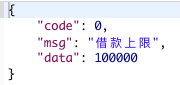 {
    "code": 0,
    "msg": "借款上限",
    "data": 100000
}